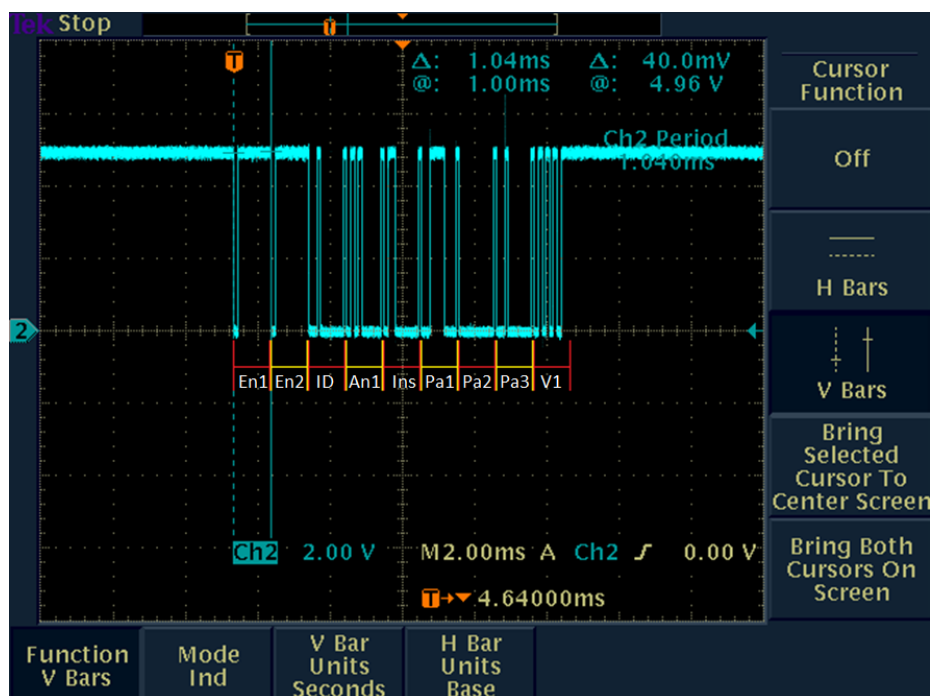 Tek Stop
T
T
Δ: 1.04ms Δ: 40.0mV
@: 1.00ms @: 4.96 V
Ch2 Period
1.040ms
2
En1 En2 ID An1 Ins Pa1 Pa2 Pa3 V1
Ch2 2.00 V M2.00ms A Ch2 0.00 V
T 4.64000ms
Cursor
Function
Off
H Bars
V Bars
Bring
Selected
Cursor To
Center Screen
Bring Both
Cursors On
Screen
Function
V Bars
Mode
Ind
V Bar
Units
Seconds
H Bar
Units
Base